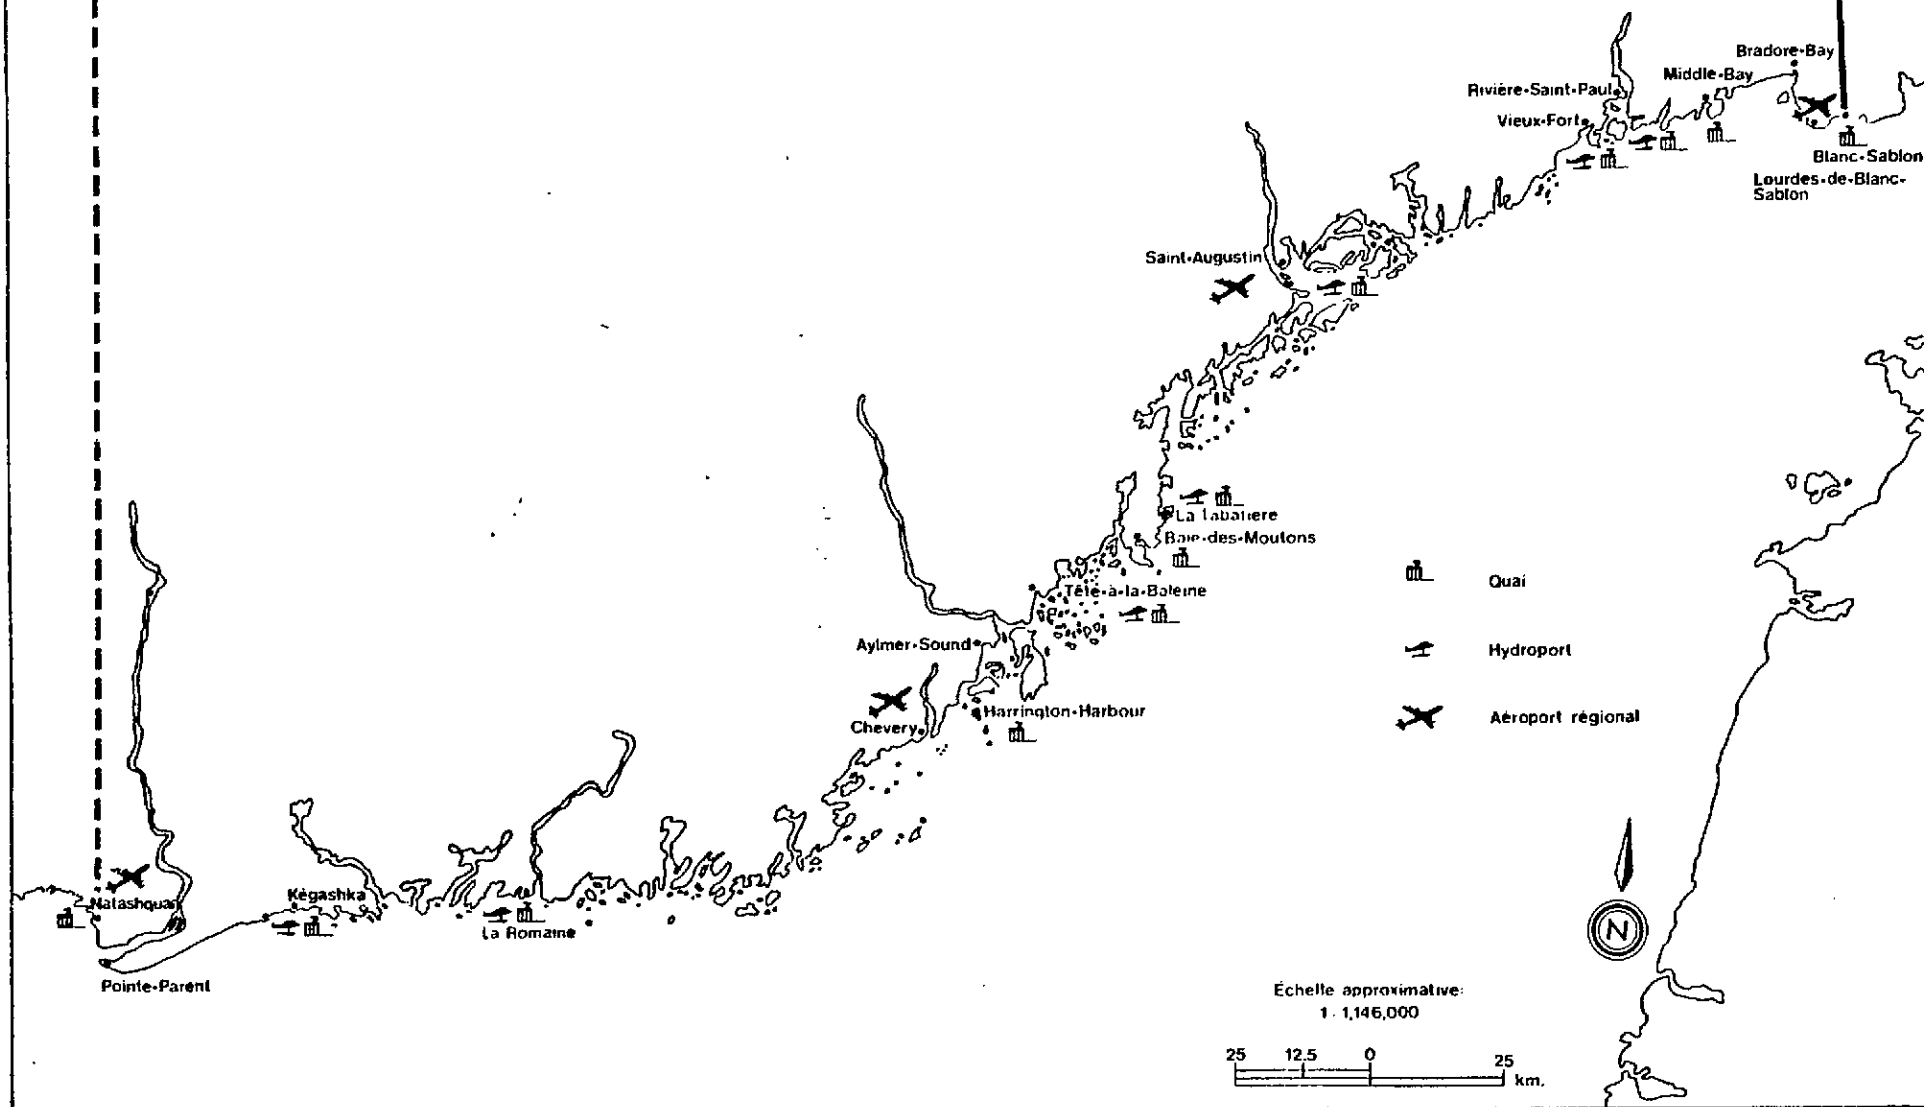 Bradore-Bay
Middle-Bay
Rivière-Saint-Paul
Vieux-Fort
Blanc-Sablon
Lourdes-de-Blanc-
Sablon
Saint-Augustin
La Tabatière
Baie-des-Moutons
Quai
Tête-à-la-Baleine
Aylmer-Sound
Hydroport
Harrington-Harbour
Aéroport régional
Chevery
Kégashka
Natashquan
La Romaine
N
Pointe-Parent
Échelle approximative:
1 : 1,146,000
25 12.5 0 25
km.